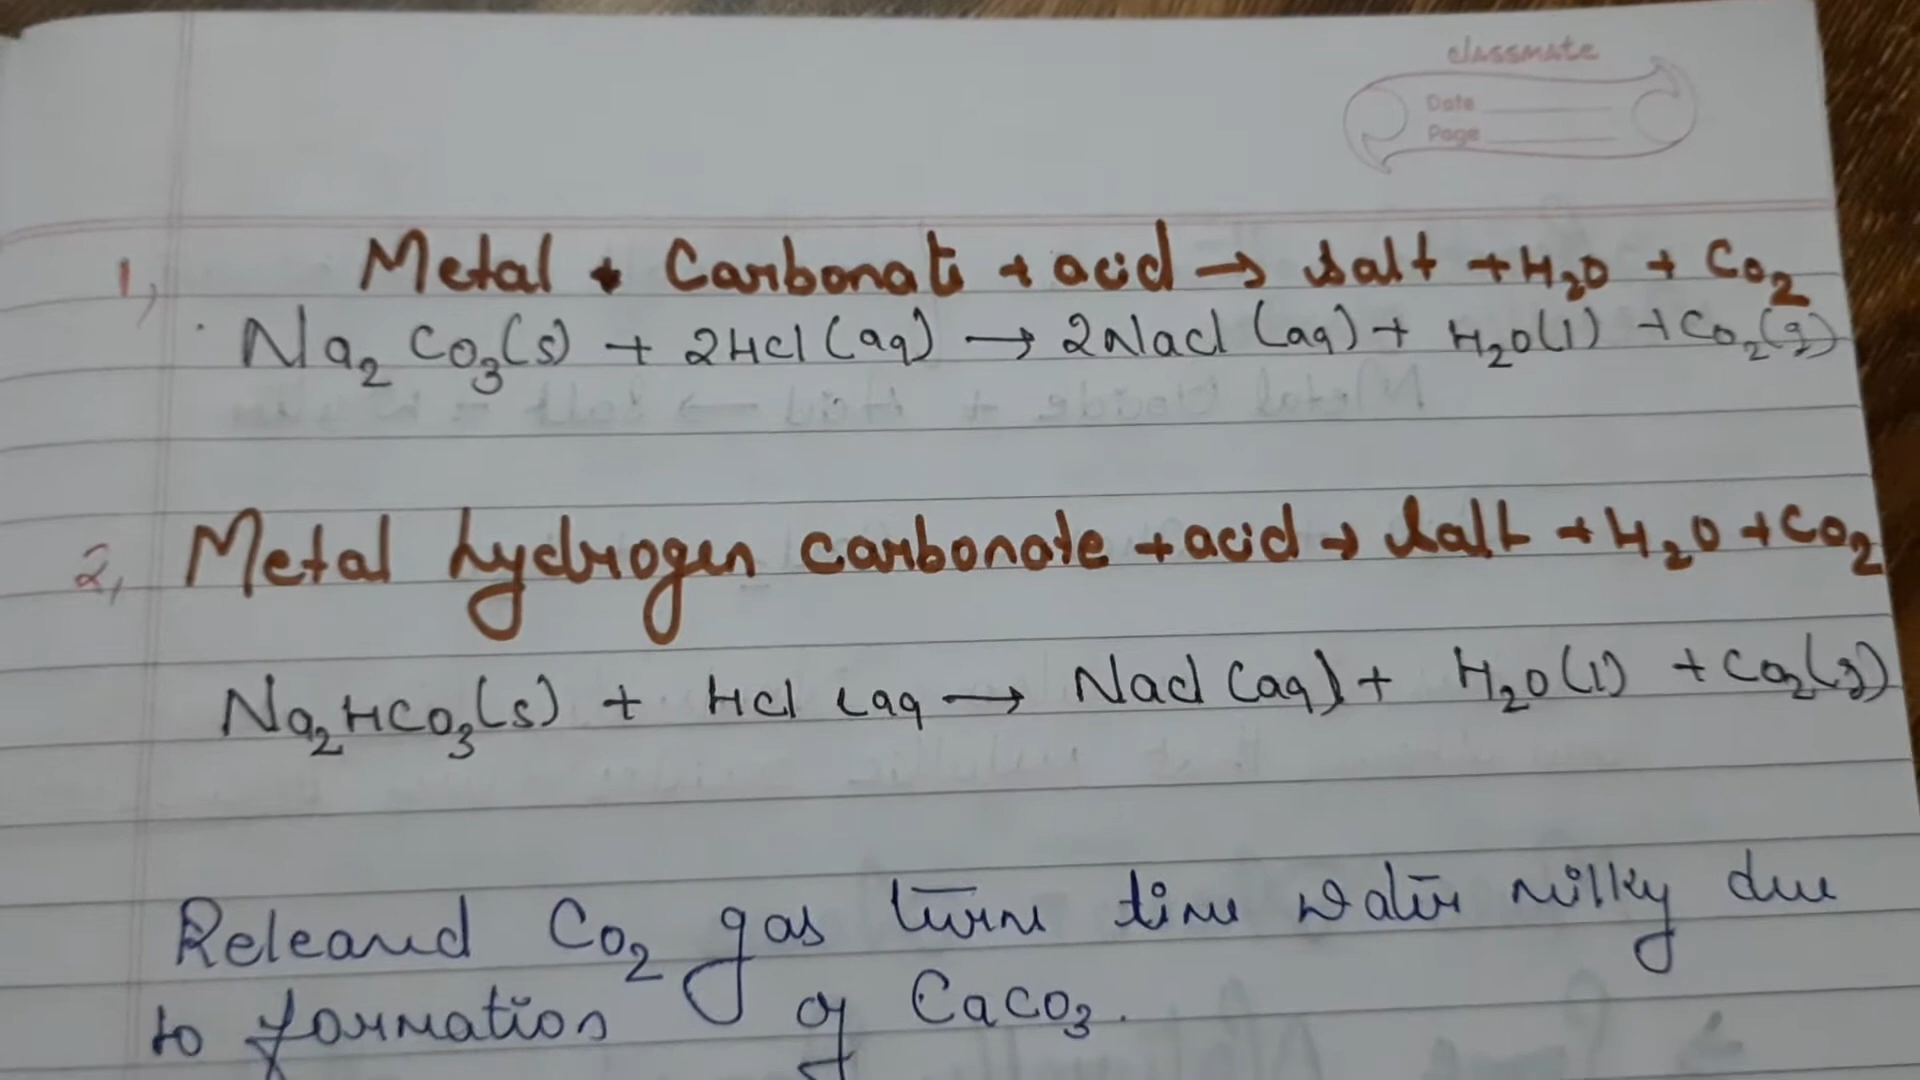 classmate
Date
Page
1, Metal + Carbonate + acid → salt + H₂O + CO₂
Na₂ CO₃(s) + 2HCl (aq) → 2NaCl (aq) + H₂O(l) + CO₂(g)
2, Metal hydrogen carbonate + acid → salt + H₂O + CO₂
Na₂HCO₃(s) + HCl (aq → NaCl (aq) + H₂O(l) + CO₂(g)
Released CO₂ gas turns lime water milky due
to formation of CaCO₃.